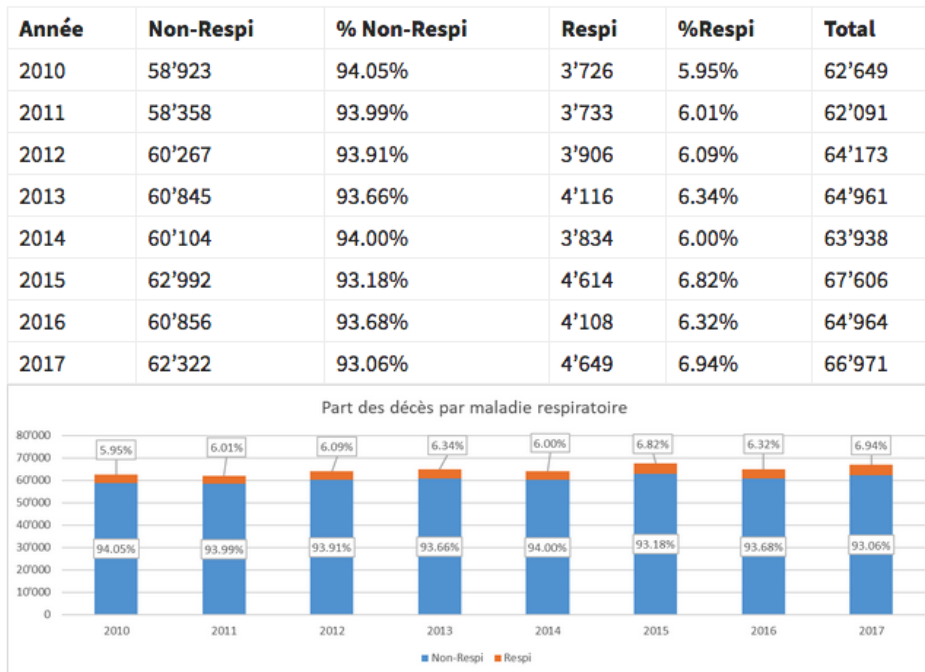 Année Non-Respi % Non-Respi Respi %Respi Total
2010 58’923 94.05% 3’726 5.95% 62’649
2011 58’358 93.99% 3’733 6.01% 62’091
2012 60’267 93.91% 3’906 6.09% 64’173
2013 60’845 93.66% 4’116 6.34% 64’961
2014 60’104 94.00% 3’834 6.00% 63’938
2015 62’992 93.18% 4’614 6.82% 67’606
2016 60’856 93.68% 4’108 6.32% 64’964
2017 62’322 93.06% 4’649 6.94% 66’971
Part des décès par maladie respiratoire
80'000
5.95% 6.01% 6.09% 6.34% 6.00% 6.82% 6.32% 6.94%
70'000
60'000
50'000
40'000
30'000
94.05% 93.99% 93.91% 93.66% 94.00% 93.18% 93.68% 93.06%
20'000
10'000
0
2010 2011 2012 2013 2014 2015 2016 2017
Non-Respi Respi